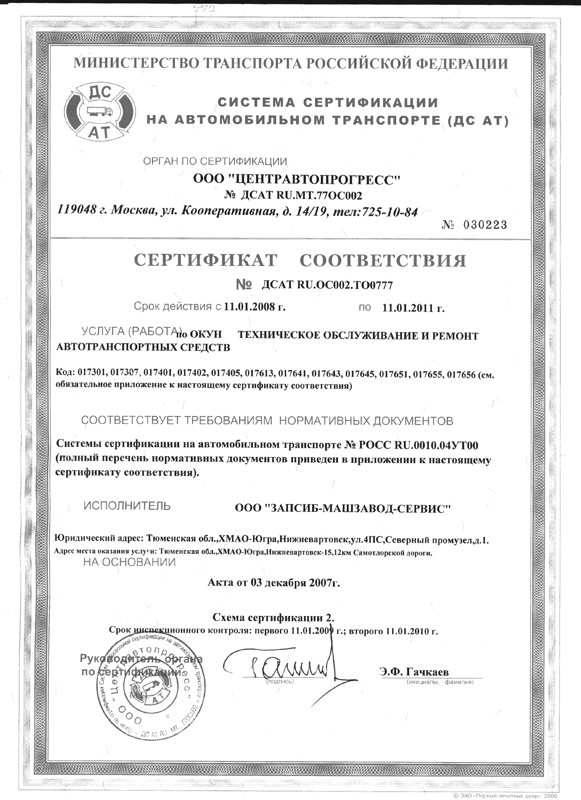 МИНИСТЕРСТВО ТРАНСПОРТА РОССИЙСКОЙ ФЕДЕРАЦИИ
ДС
АТ
СИСТЕМА СЕРТИФИКАЦИИ
НА АВТОМОБИЛЬНОМ ТРАНСПОРТЕ (ДС АТ)
ОРГАН ПО СЕРТИФИКАЦИИ
ООО "ЦЕНТРАВТОПРОГРЕСС"
№ ДСАТ RU.МТ.77ОС002
119048 г. Москва, ул. Кооперативная, д. 14/19, тел:725-10-84
№ 030223
СЕРТИФИКАТ СООТВЕТСТВИЯ
№ ДСАТ RU.ОС002.ТО0777
Срок действия с 11.01.2008 г. по 11.01.2011 г.
УСЛУГА (РАБОТА) по ОКУН ТЕХНИЧЕСКОЕ ОБСЛУЖИВАНИЕ И РЕМОНТ
АВТОТРАНСПОРТНЫХ СРЕДСТВ
Код: 017301, 017307, 017401, 017402, 017405, 017613, 017641, 017643, 017645, 017651, 017655, 017656 (см.
обязательное приложение к настоящему сертификату соответствия)
СООТВЕТСТВУЕТ ТРЕБОВАНИЯМ НОРМАТИВНЫХ ДОКУМЕНТОВ
Системы сертификации на автомобильном транспорте № РОСС RU.0010.04УТ00
(полный перечень нормативных документов приведен в приложении к настоящему
сертификату соответствия).
ИСПОЛНИТЕЛЬ ООО "ЗАПСИБ-МАШЗАВОД-СЕРВИС"
Юридический адрес: Тюменская обл.,ХМАО-Югра,Нижневартовск,ул.4ПС,Северный промузел,д.1.
Адрес места оказания услуги: Тюменская обл.,ХМАО-Югра,Нижневартовск-15,12км Самотлорской дороги.
НА ОСНОВАНИИ
Акта от 03 декабря 2007г.
Схема сертификации 2.
Срок инспекционного контроля: первого 11.01.2009 г.; второго 11.01.2010 г.
Руководитель органа
по сертификации
(подпись)
Э.Ф. Гачкаев
(инициалы, фамилия)
"Центравтопрогресс"
ООО
© ЗАО «Первый печатный двор», 2006